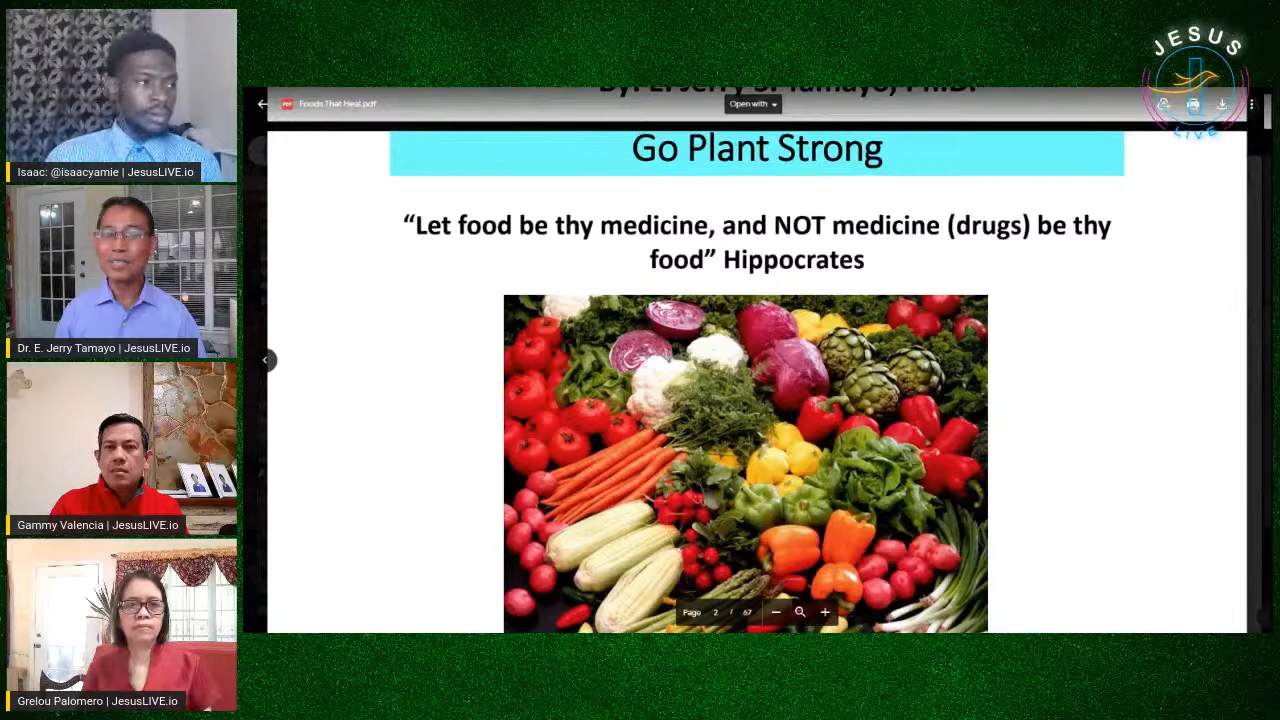 JESUS
LIVE
By: E. Jerry S. Tamayo, PhD.
Foods That Heal.pdf
Open with
Go Plant Strong
“Let food be thy medicine, and NOT medicine (drugs) be thy
food” Hippocrates
Page 2 / 67
Isaac: @isaacyamie | JesusLIVE.io
Dr. E. Jerry Tamayo | JesusLIVE.io
Gammy Valencia | JesusLIVE.io
Grelou Palomero | JesusLIVE.io